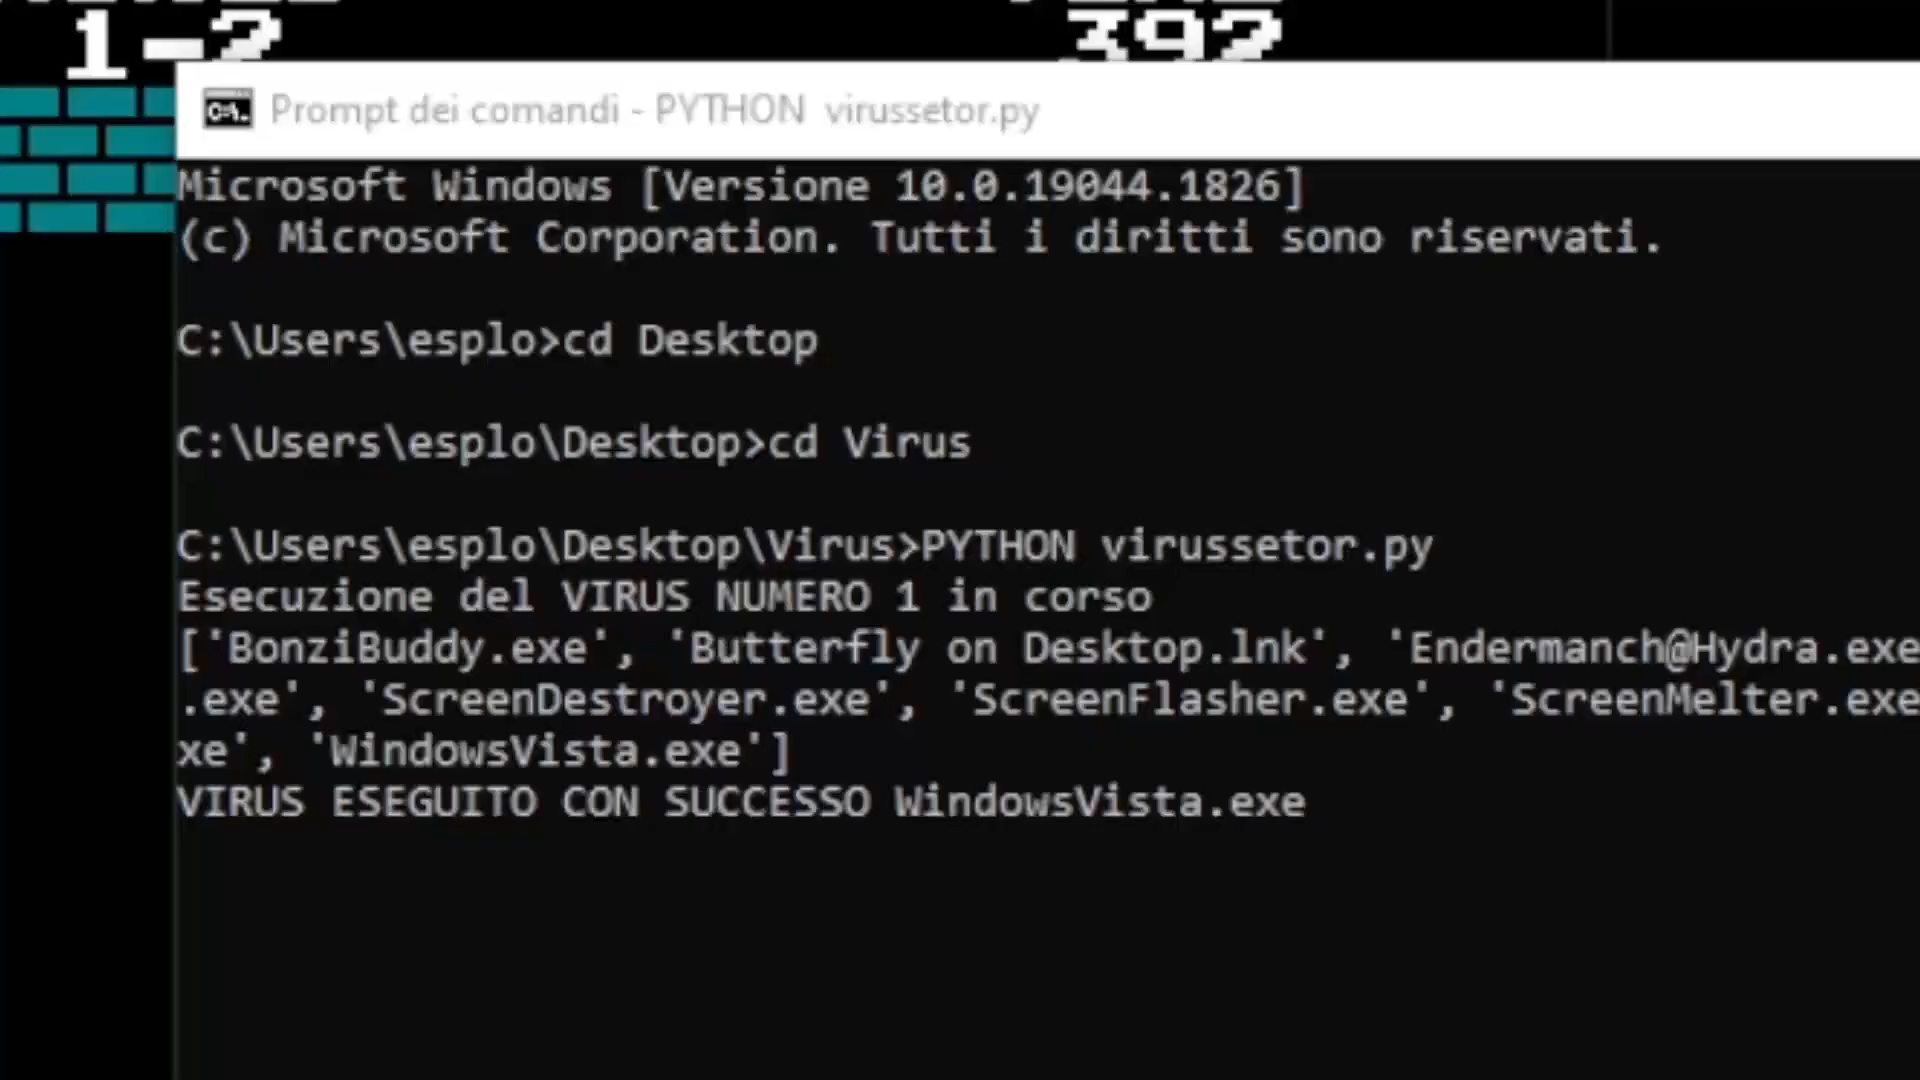 1-2
392
Prompt dei comandi - PYTHON virussetor.py
Microsoft Windows [Versione 10.0.19044.1826]
(c) Microsoft Corporation. Tutti i diritti sono riservati.
C:\Users\esplo>cd Desktop
C:\Users\esplo\Desktop>cd Virus
C:\Users\esplo\Desktop\Virus>PYTHON virussetor.py
Esecuzione del VIRUS NUMERO 1 in corso
['BonziBuddy.exe', 'Butterfly on Desktop.lnk', 'Endermanch@Hydra.exe
.exe', 'ScreenDestroyer.exe', 'ScreenFlasher.exe', 'ScreenMelter.exe
xe', 'WindowsVista.exe']
VIRUS ESEGUITO CON SUCCESSO WindowsVista.exe